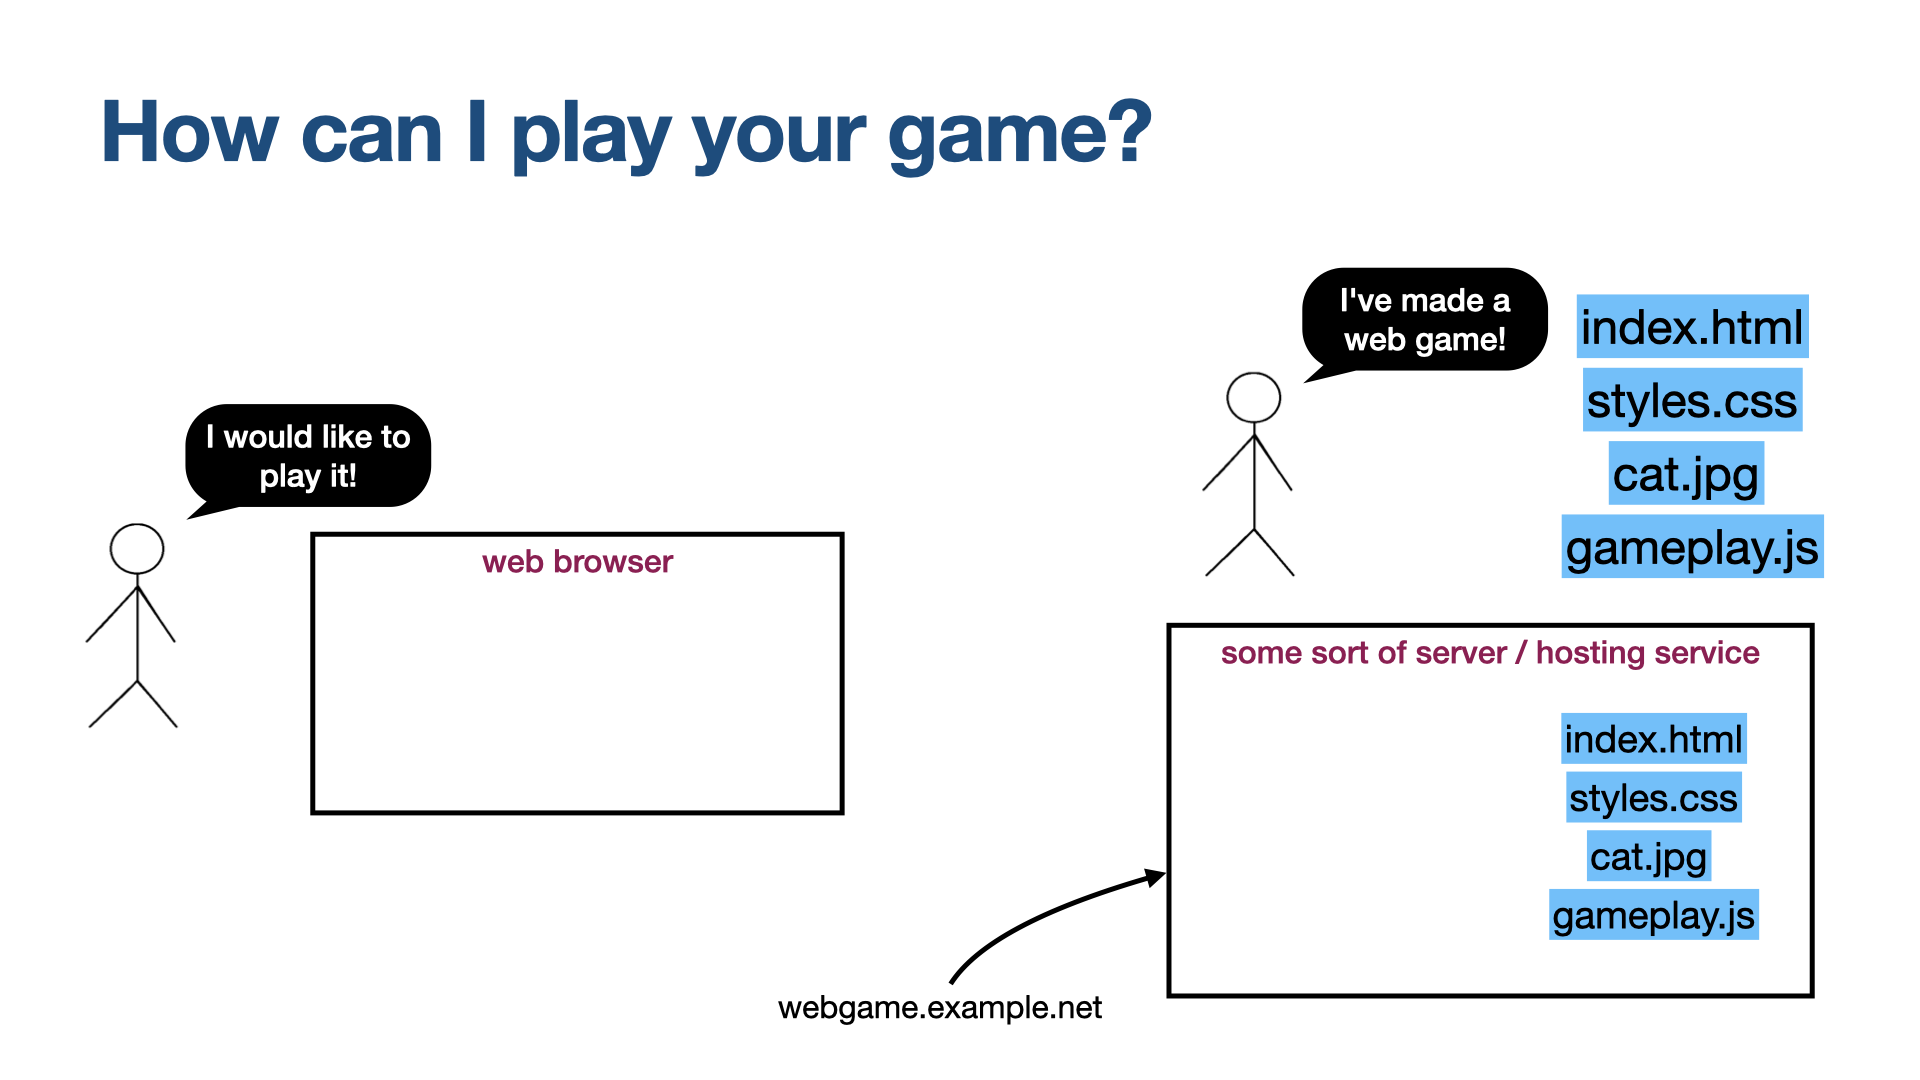 How can I play your game?
I've made a
web game!
index.html
styles.css
cat.jpg
gameplay.js
I would like to
play it!
web browser
some sort of server / hosting service
index.html
styles.css
cat.jpg
gameplay.js
webgame.example.net